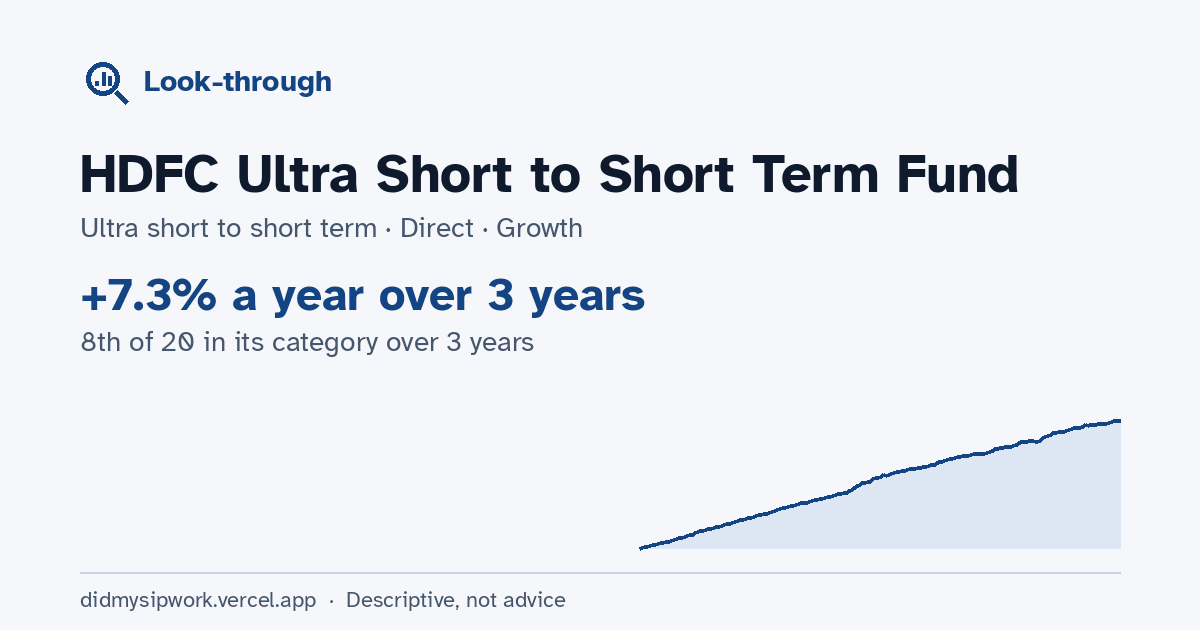 Look-through
HDFC Ultra Short to Short Term Fund
Ultra short to short term · Direct · Growth
+7.3% a year over 3 years
8th of 20 in its category over 3 years
didmysipwork.vercel.app · Descriptive, not advice